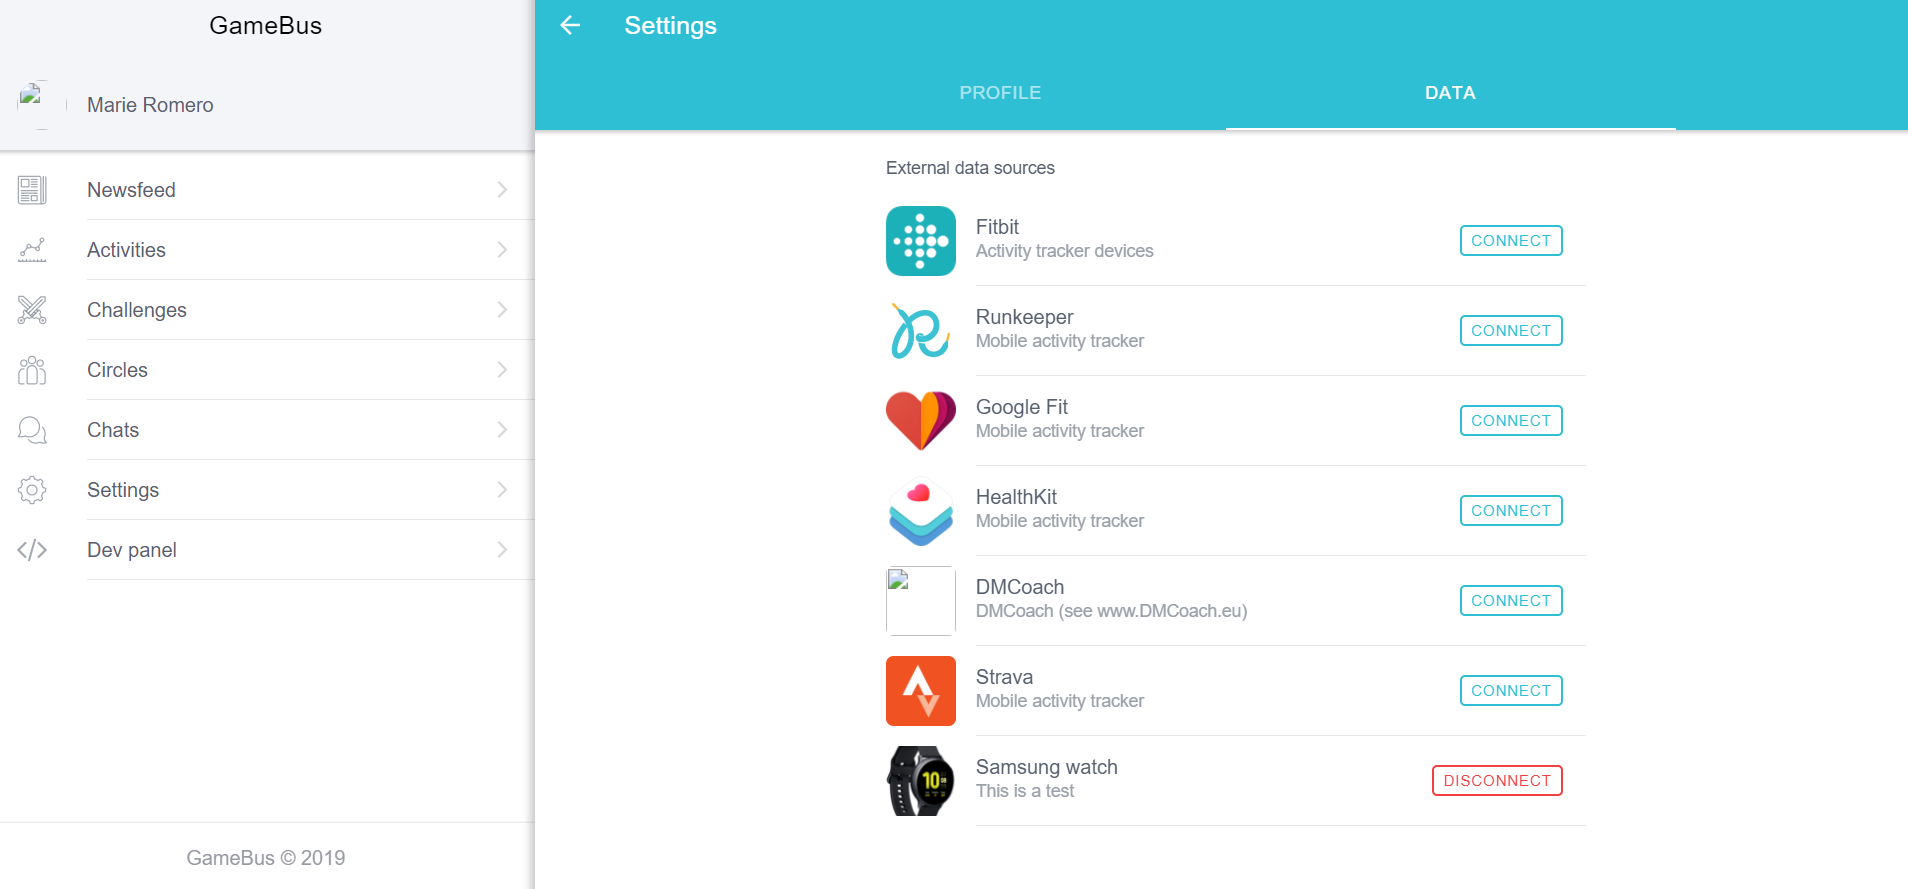 GameBus
Marie Romero
Newsfeed
Activities
Challenges
Circles
Chats
Settings
Dev panel
GameBus © 2019
Settings
PROFILE
DATA
External data sources
Fitbit
Activity tracker devices
CONNECT
Runkeeper
Mobile activity tracker
CONNECT
Google Fit
Mobile activity tracker
CONNECT
HealthKit
Mobile activity tracker
CONNECT
DMCoach
DMCoach (see www.DMCoach.eu)
CONNECT
Strava
Mobile activity tracker
CONNECT
10
Samsung watch
This is a test
DISCONNECT